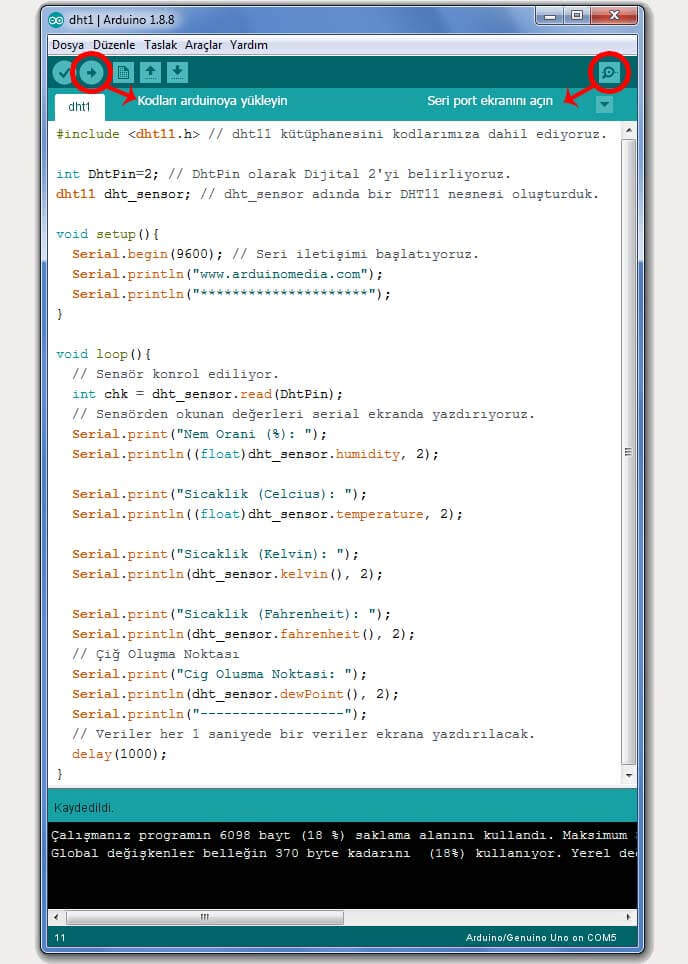 dht1 | Arduino 1.8.8
Dosya Düzenle Taslak Araçlar Yardım
Kodları arduinoya yükleyin
Seri port ekranını açın
dht1
#include <dht11.h> // dht11 kütüphanesini kodlarımıza dahil ediyoruz.
int DhtPin=2; // DhtPin olarak Dijital 2'yi belirliyoruz.
dht11 dht_sensor; // dht_sensor adında bir DHT11 nesnesi oluşturduk.
void setup(){
Serial.begin(9600); // Seri iletişimi başlatıyoruz.
Serial.println("www.arduinomedia.com");
Serial.println("*********************");
}
void loop(){
// Sensör konrol ediliyor.
int chk = dht_sensor.read(DhtPin);
// Sensörden okunan değerleri serial ekranda yazdırıyoruz.
Serial.print("Nem Orani (%): ");
Serial.println((float)dht_sensor.humidity, 2);
Serial.print("Sicaklik (Celcius): ");
Serial.println((float)dht_sensor.temperature, 2);
Serial.print("Sicaklik (Kelvin): ");
Serial.println(dht_sensor.kelvin(), 2);
Serial.print("Sicaklik (Fahrenheit): ");
Serial.println(dht_sensor.fahrenheit(), 2);
// Çiğ Oluşma Noktası
Serial.print("Cig Olusma Noktasi: ");
Serial.println(dht_sensor.dewPoint(), 2);
Serial.println("------------------");
// Veriler her 1 saniyede bir veriler ekrana yazdırılacak.
delay(1000);
}
Kaydedildi.
Çalışmanız programın 6098 bayt (18 %) saklama alanını kullandı. Maksimum
Global değişkenler belleğin 370 byte kadarını (18%) kullanıyor. Yerel
11
Arduino/Genuino Uno on COM5